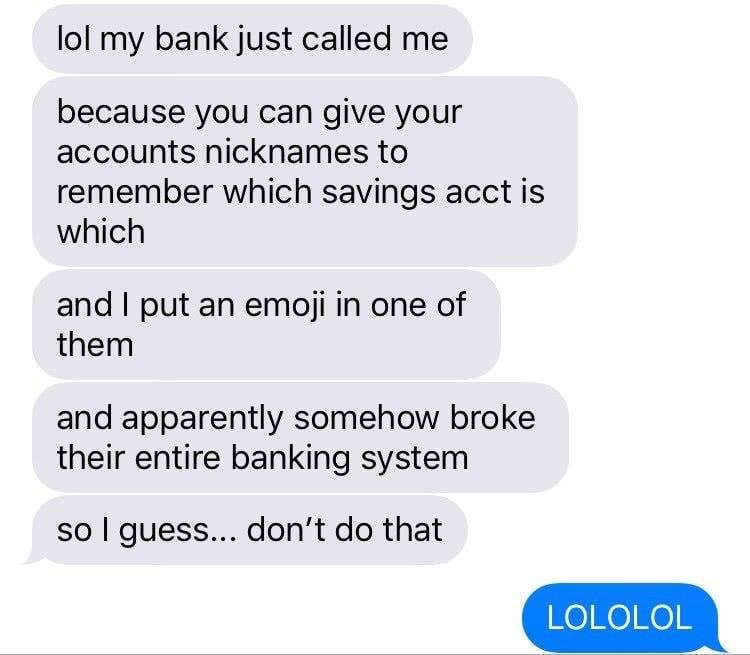 lol my bank just called me
because you can give your
accounts nicknames to
remember which savings acct is
which
and I put an emoji in one of
them
and apparently somehow broke
their entire banking system
so I guess... don’t do that
LOLOLOL